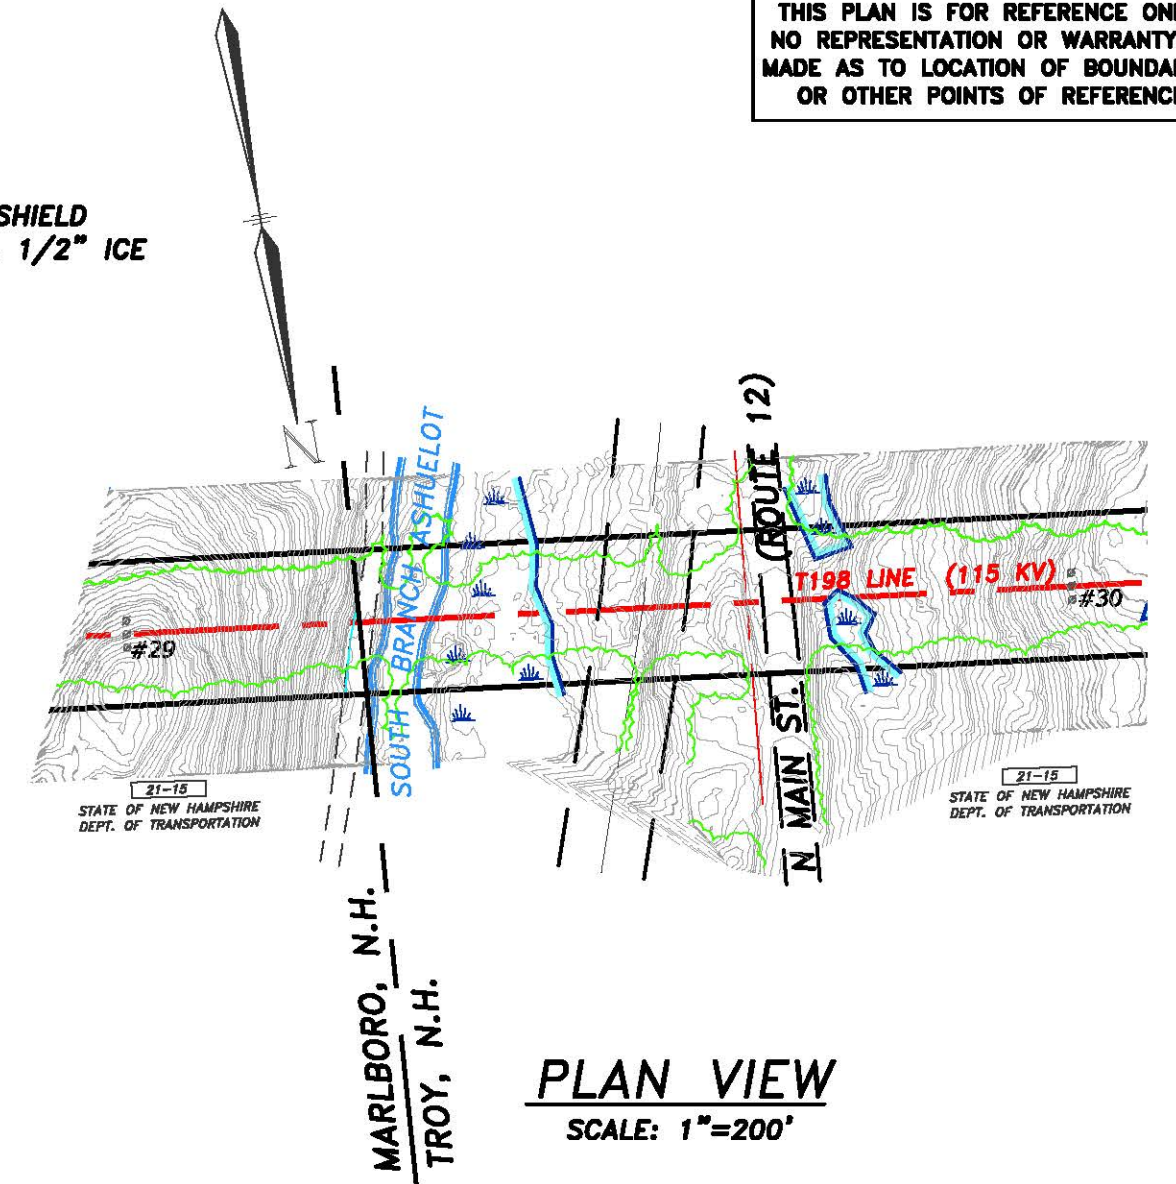 THIS PLAN IS FOR REFERENCE
NO REPRESENTATION OR WARRANTY
MADE AS TO LOCATION OF
OR OTHER POINTS OF
SHIELD
1/2" ICE
N
SOUTH BRANCH ASHUELOT
N MAIN ST. (ROUTE 12)
T198 LINE (115 KV)
#29
#30
21-15
STATE OF NEW HAMPSHIRE
DEPT. OF TRANSPORTATION
21-15
STATE OF NEW HAMPSHIRE
DEPT. OF TRANSPORTATION
MARLBORO, N.H.
TROY, N.H.
PLAN VIEW
SCALE: 1"=200'